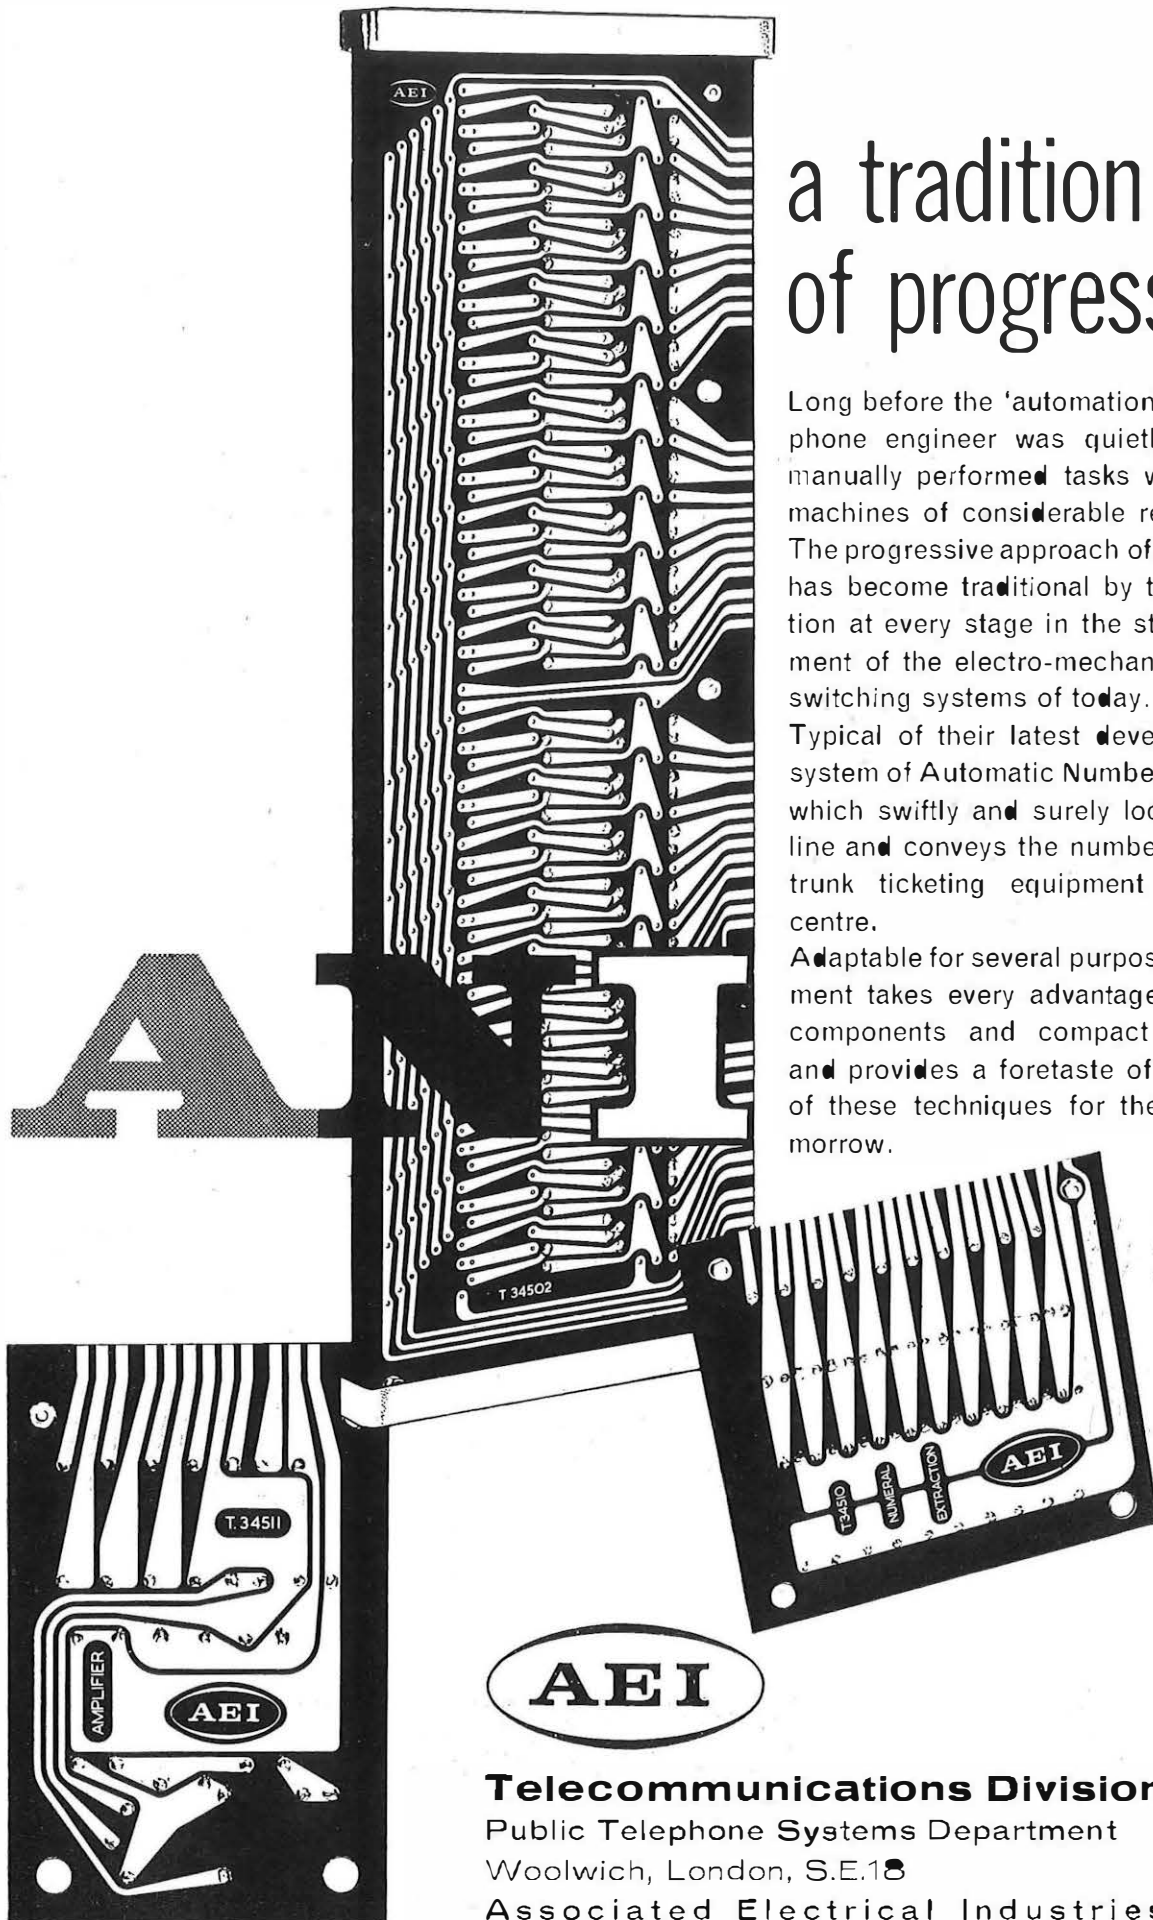 AEI
a tradition
of progress
Long before the 'automation
phone engineer was quietl
manually performed tasks
machines of considerable re
The progressive approach of
has become traditional by t
tion at every stage in the st
ment of the electro-mechan
switching systems of today.
Typical of their latest deve
system of Automatic Numbe
which swiftly and surely loc
line and conveys the numbe
trunk ticketing equipment
centre.
Adaptable for several purpos
ment takes every advantage
components and compact
and provides a foretaste of
of these techniques for the
morrow.
ANI
T 34502
T34510
NUMERAL
EXTRACTION
AEI
T.34511
AMPLIFIER
AEI
AEI
Telecommunications Division
Public Telephone Systems Department
Woolwich, London, S.E.18
Associated Electrical Industries